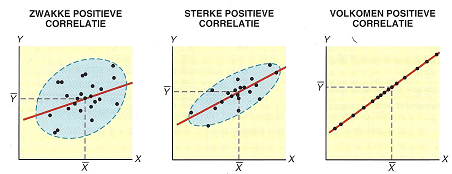 ZWAKKE POSITIEVE
CORRELATIE
Y
Y̅
X̅
X
STERKE POSITIEVE
CORRELATIE
Y
Y̅
X̅
X
VOLKOMEN POSITIEVE
CORRELATIE
Y
Y̅
X̅
X